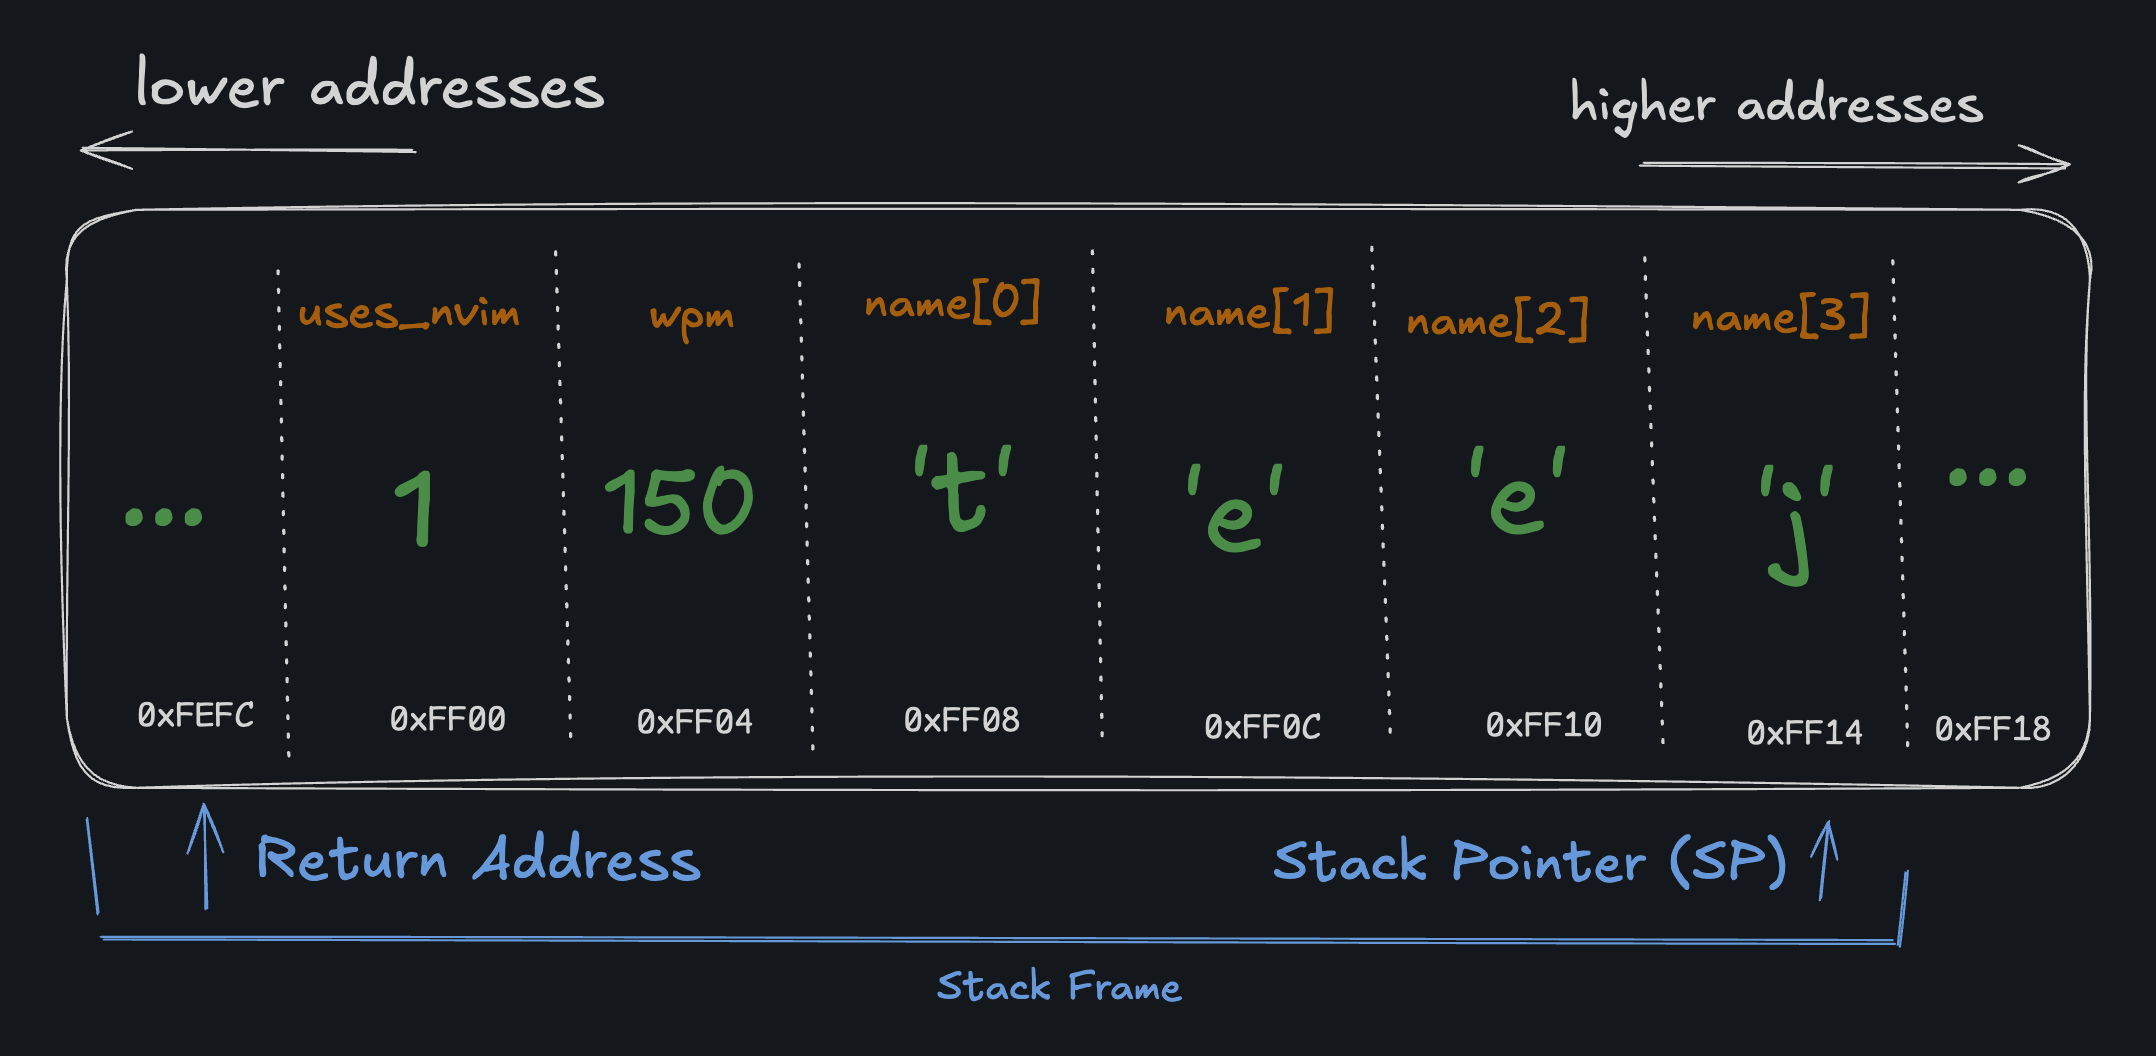 lower addresses
higher addresses
uses_nvim wpm name[0] name[1] name[2] name[3]
... 1 150 't' 'e' 'e' 'j' ...
0xFEFC 0xFF00 0xFF04 0xFF08 0xFF0C 0xFF10 0xFF14 0xFF18
Return Address
Stack Pointer (SP)
Stack Frame